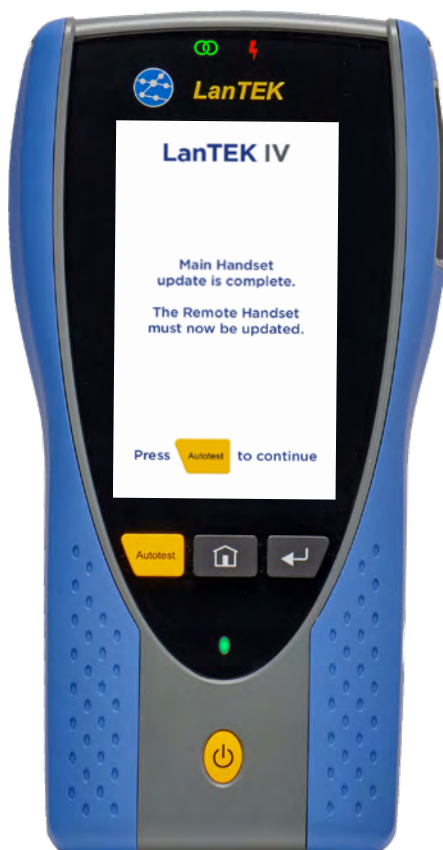 LanTEK
LanTEK IV
Main Handset
update is complete.
The Remote Handset
must now be updated.
Press Autotest to continue
Autotest